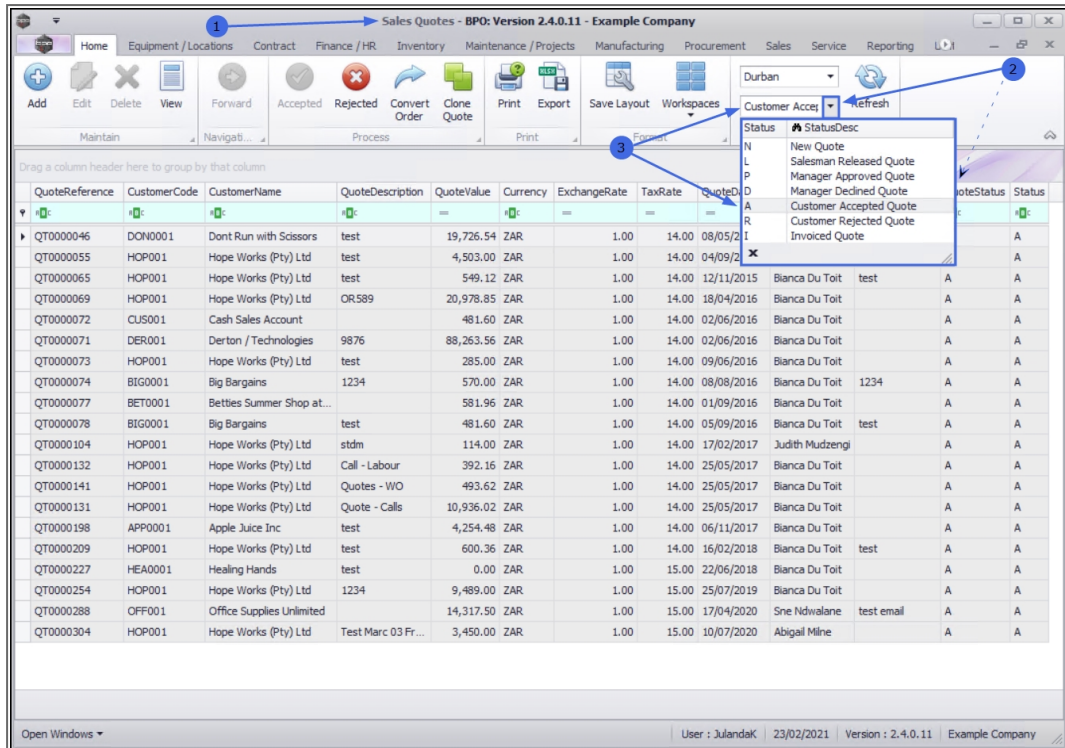 1
Sales Quotes - BPO: Version 2.4.0.11 - Example Company
Home Equipment / Locations Contract Finance / HR Inventory Maintenance / Projects Manufacturing Procurement Sales Service Reporting
2
Add Edit Delete View Forward Accepted Rejected Convert Order Clone Quote Print Export Save Layout Workspaces Refresh
Durban
Customer Accep
3
Maintain Navigati... Process Print Format
Status StatusDesc
N New Quote
L Salesman Released Quote
P Manager Approved Quote
D Manager Declined Quote
A Customer Accepted Quote
R Customer Rejected Quote
I Invoiced Quote
Drag a column header here to group by that column
QuoteReference CustomerCode CustomerName QuoteDescription QuoteValue Currency ExchangeRate TaxRate QuoteDa oteStatus Status
QT0000046 DON0001 Dont Run with Scissors test 19,726.54 ZAR 1.00 14.00 08/05/2 A
QT0000055 HOP001 Hope Works (Pty) Ltd test 4,503.00 ZAR 1.00 14.00 04/09/2 A
QT0000065 HOP001 Hope Works (Pty) Ltd test 549.12 ZAR 1.00 14.00 12/11/2015 Bianca Du Toit test A A
QT0000069 HOP001 Hope Works (Pty) Ltd OR589 20,978.85 ZAR 1.00 14.00 18/04/2016 Bianca Du Toit A A
QT0000072 CUS001 Cash Sales Account 481.60 ZAR 1.00 14.00 02/06/2016 Bianca Du Toit A A
QT0000071 DER001 Derton / Technologies 9876 88,263.56 ZAR 1.00 14.00 02/06/2016 Bianca Du Toit A A
QT0000073 HOP001 Hope Works (Pty) Ltd test 285.00 ZAR 1.00 14.00 09/06/2016 Bianca Du Toit A A
QT0000074 BIG0001 Big Bargains 1234 570.00 ZAR 1.00 14.00 08/08/2016 Bianca Du Toit 1234 A A
QT0000077 BET0001 Betties Summer Shop at... 581.96 ZAR 1.00 14.00 01/09/2016 Bianca Du Toit A A
QT0000078 BIG0001 Big Bargains test 481.60 ZAR 1.00 14.00 05/09/2016 Bianca Du Toit test A A
QT0000104 HOP001 Hope Works (Pty) Ltd stdm 114.00 ZAR 1.00 14.00 17/02/2017 Judith Mudzengi A A
QT0000132 HOP001 Hope Works (Pty) Ltd Call - Labour 392.16 ZAR 1.00 14.00 25/05/2017 Bianca Du Toit A A
QT0000141 HOP001 Hope Works (Pty) Ltd Quotes - WO 493.62 ZAR 1.00 14.00 25/05/2017 Bianca Du Toit A A
QT0000131 HOP001 Hope Works (Pty) Ltd Quote - Calls 10,936.02 ZAR 1.00 14.00 25/05/2017 Bianca Du Toit A A
QT0000198 APP0001 Apple Juice Inc test 4,254.48 ZAR 1.00 14.00 06/11/2017 Bianca Du Toit A A
QT0000209 HOP001 Hope Works (Pty) Ltd test 600.36 ZAR 1.00 14.00 16/02/2018 Bianca Du Toit test A A
QT0000227 HEA0001 Healing Hands test 0.00 ZAR 1.00 15.00 22/06/2018 Bianca Du Toit A A
QT0000254 HOP001 Hope Works (Pty) Ltd 1234 9,489.00 ZAR 1.00 15.00 25/07/2019 Bianca Du Toit A A
QT0000288 OFF001 Office Supplies Unlimited 14,317.50 ZAR 1.00 15.00 17/04/2020 Sne Ndwalane test email A A
QT0000304 HOP001 Hope Works (Pty) Ltd Test Marc 03 Fr... 3,450.00 ZAR 1.00 15.00 10/07/2020 Abigail Milne A A
Open Windows User : JulandaK 23/02/2021 Version : 2.4.0.11 Example Company